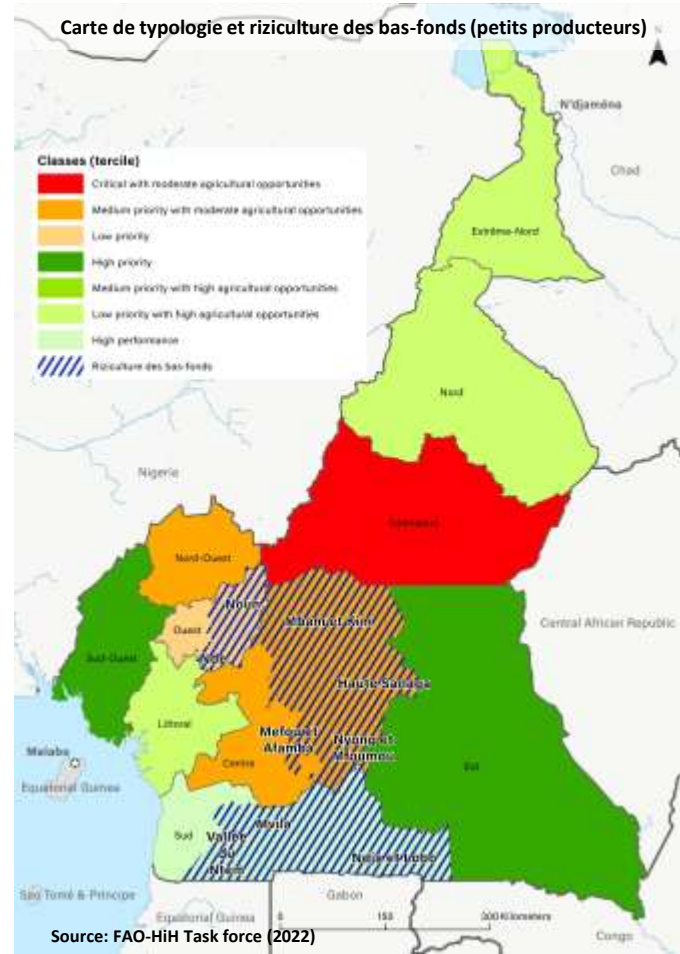 Carte de typologie et riziculture des bas-fonds (petits producteurs)
N
N'djaména
Chad
Classes (tercile)
Critical with moderate agricultural opportunities
Medium priority with moderate agricultural opportunities
Low priority
High priority
Medium priority with high agricultural opportunities
Low priority with high agricultural opportunities
High performance
Riziculture des bas-fonds
Extrême-Nord
Nord
Nigeria
Adamaoua
Nord-Ouest
Noun
Mbam et Kim
Central African Republic
Ouest
Sud-Ouest
Nde
Haute Sanaga
Littoral
Mefou et
Afamba
Nyong et
Mfoumou
Malabo
Centre
Est
Equatorial Guinea
Mvila
Sud
Vallée
du
Ntem
Dja et Lobo
Sao Tomé & Principe
Gabon
Equatorial Guinea
0 150 300 Kilometers
Congo
Source: FAO-HiH Task force (2022)